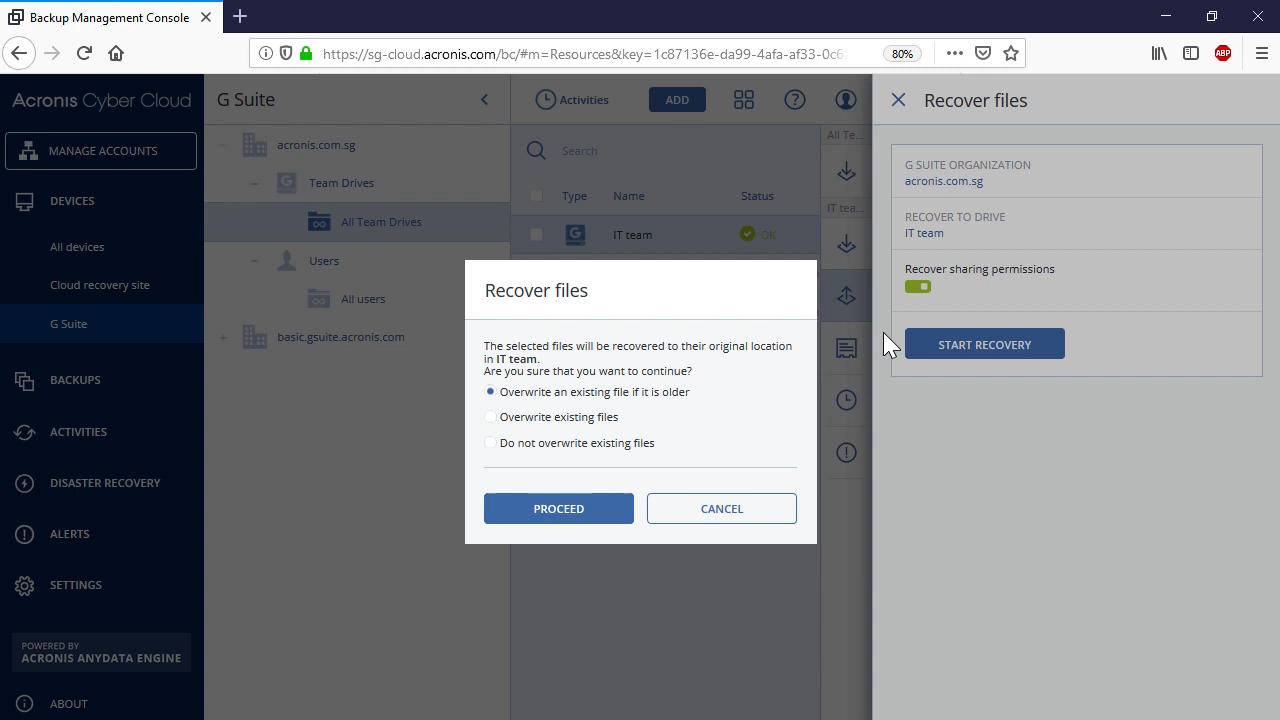 Backup Management Console
https://sg-cloud.acronis.com/bc/#m=Resources&key=1c87136e-da99-4afa-af33-0c6
80%
ABP
Acronis Cyber Cloud
MANAGE ACCOUNTS
DEVICES
All devices
Cloud recovery site
G Suite
BACKUPS
ACTIVITIES
DISASTER RECOVERY
ALERTS
SETTINGS
POWERED BY
ACRONIS ANYDATA ENGINE
ABOUT
G Suite
acronis.com.sg
Team Drives
All Team Drives
Users
All users
basic.gsuite.acronis.com
Activities
ADD
Search
Type Name Status
IT team OK
All Te...
IT tea...
Recover files
G SUITE ORGANIZATION
acronis.com.sg
RECOVER TO DRIVE
IT team
Recover sharing permissions
START RECOVERY
Recover files
The selected files will be recovered to their original location
in IT team.
Are you sure that you want to continue?
Overwrite an existing file if it is older
Overwrite existing files
Do not overwrite existing files
PROCEED
CANCEL